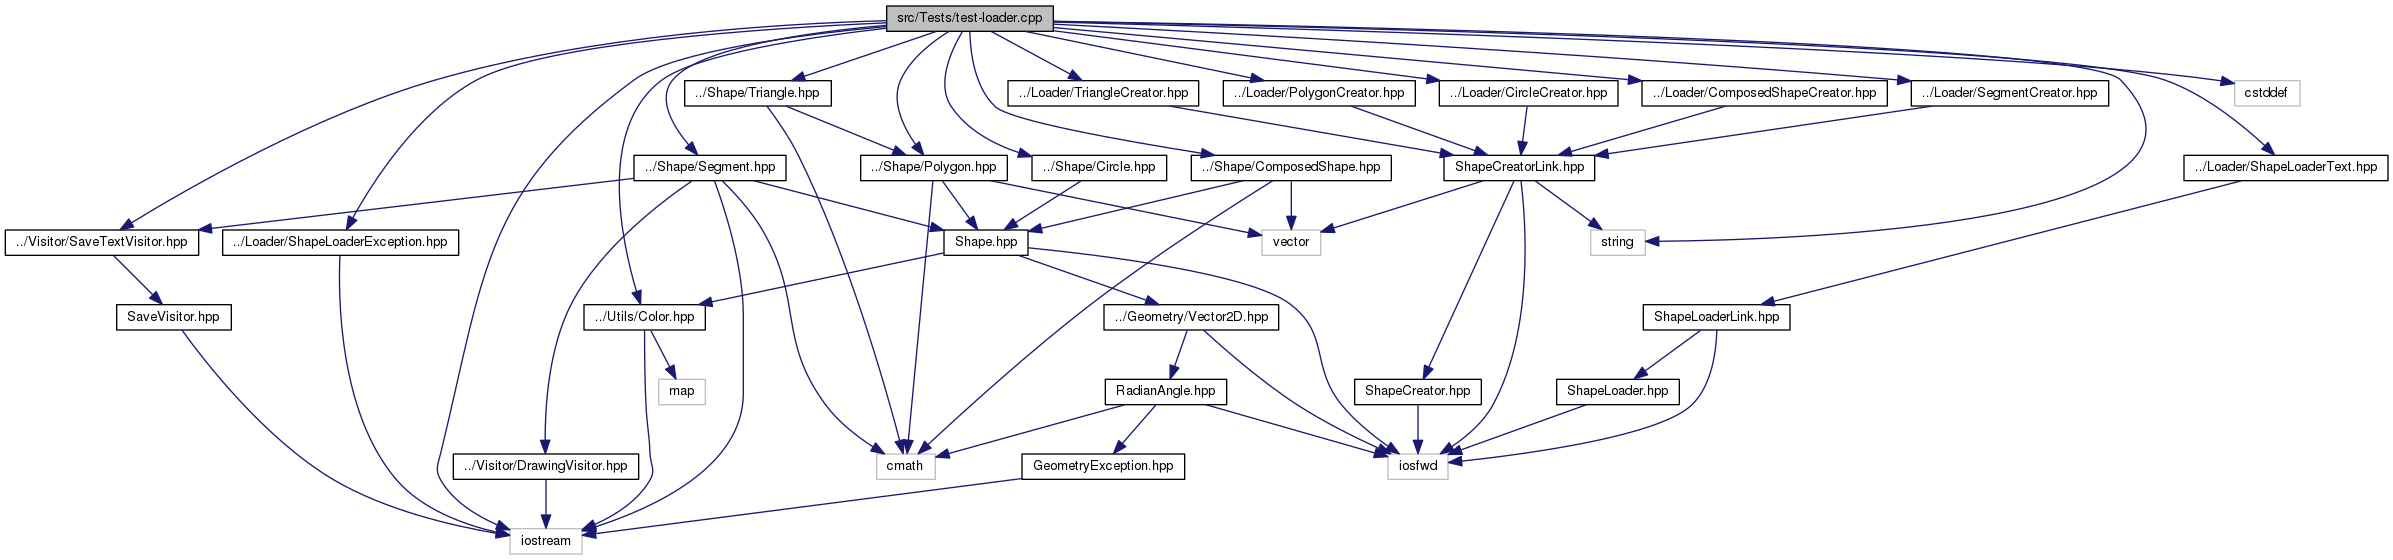 src/Tests/test-loader.cpp
../Shape/Triangle.hpp
../Loader/TriangleCreator.hpp
../Loader/PolygonCreator.hpp
../Loader/CircleCreator.hpp
../Loader/ComposedShapeCreator.hpp
../Loader/SegmentCreator.hpp
cstddef
../Shape/Segment.hpp
../Shape/Polygon.hpp
../Shape/Circle.hpp
../Shape/ComposedShape.hpp
ShapeCreatorLink.hpp
../Loader/ShapeLoaderText.hpp
../Visitor/SaveTextVisitor.hpp
../Loader/ShapeLoaderException.hpp
Shape.hpp
vector
string
SaveVisitor.hpp
../Utils/Color.hpp
../Geometry/Vector2D.hpp
ShapeLoaderLink.hpp
map
RadianAngle.hpp
ShapeCreator.hpp
ShapeLoader.hpp
../Visitor/DrawingVisitor.hpp
cmath
GeometryException.hpp
iosfwd
iostream